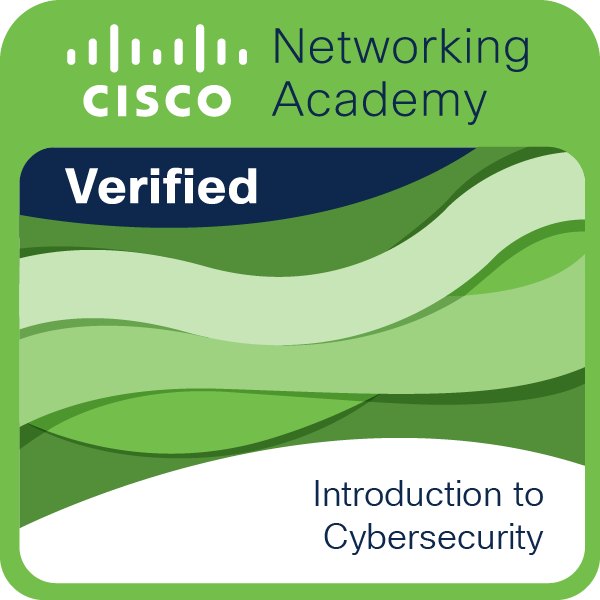 CISCO
Networking
Academy
Verified
Introduction to
Cybersecurity